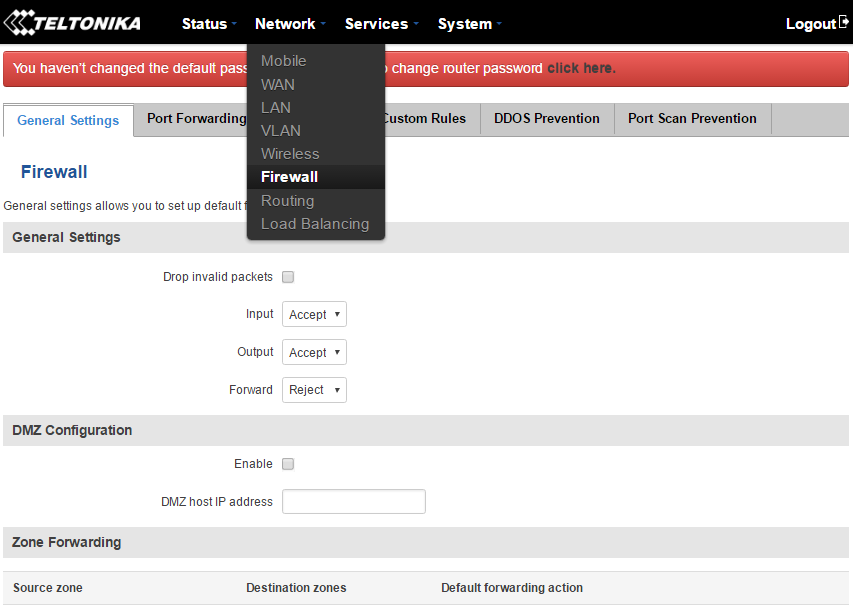 TELTONIKA Status Network Services System Logout
You haven't changed the default pass o change router password click here.
Mobile
WAN
LAN
VLAN
Wireless
Firewall
Routing
Load Balancing
General Settings Port Forwarding Custom Rules DDOS Prevention Port Scan Prevention
Firewall
General settings allows you to set up default f
General Settings
Drop invalid packets
Input Accept
Output Accept
Forward Reject
DMZ Configuration
Enable
DMZ host IP address
Zone Forwarding
Source zone Destination zones Default forwarding action